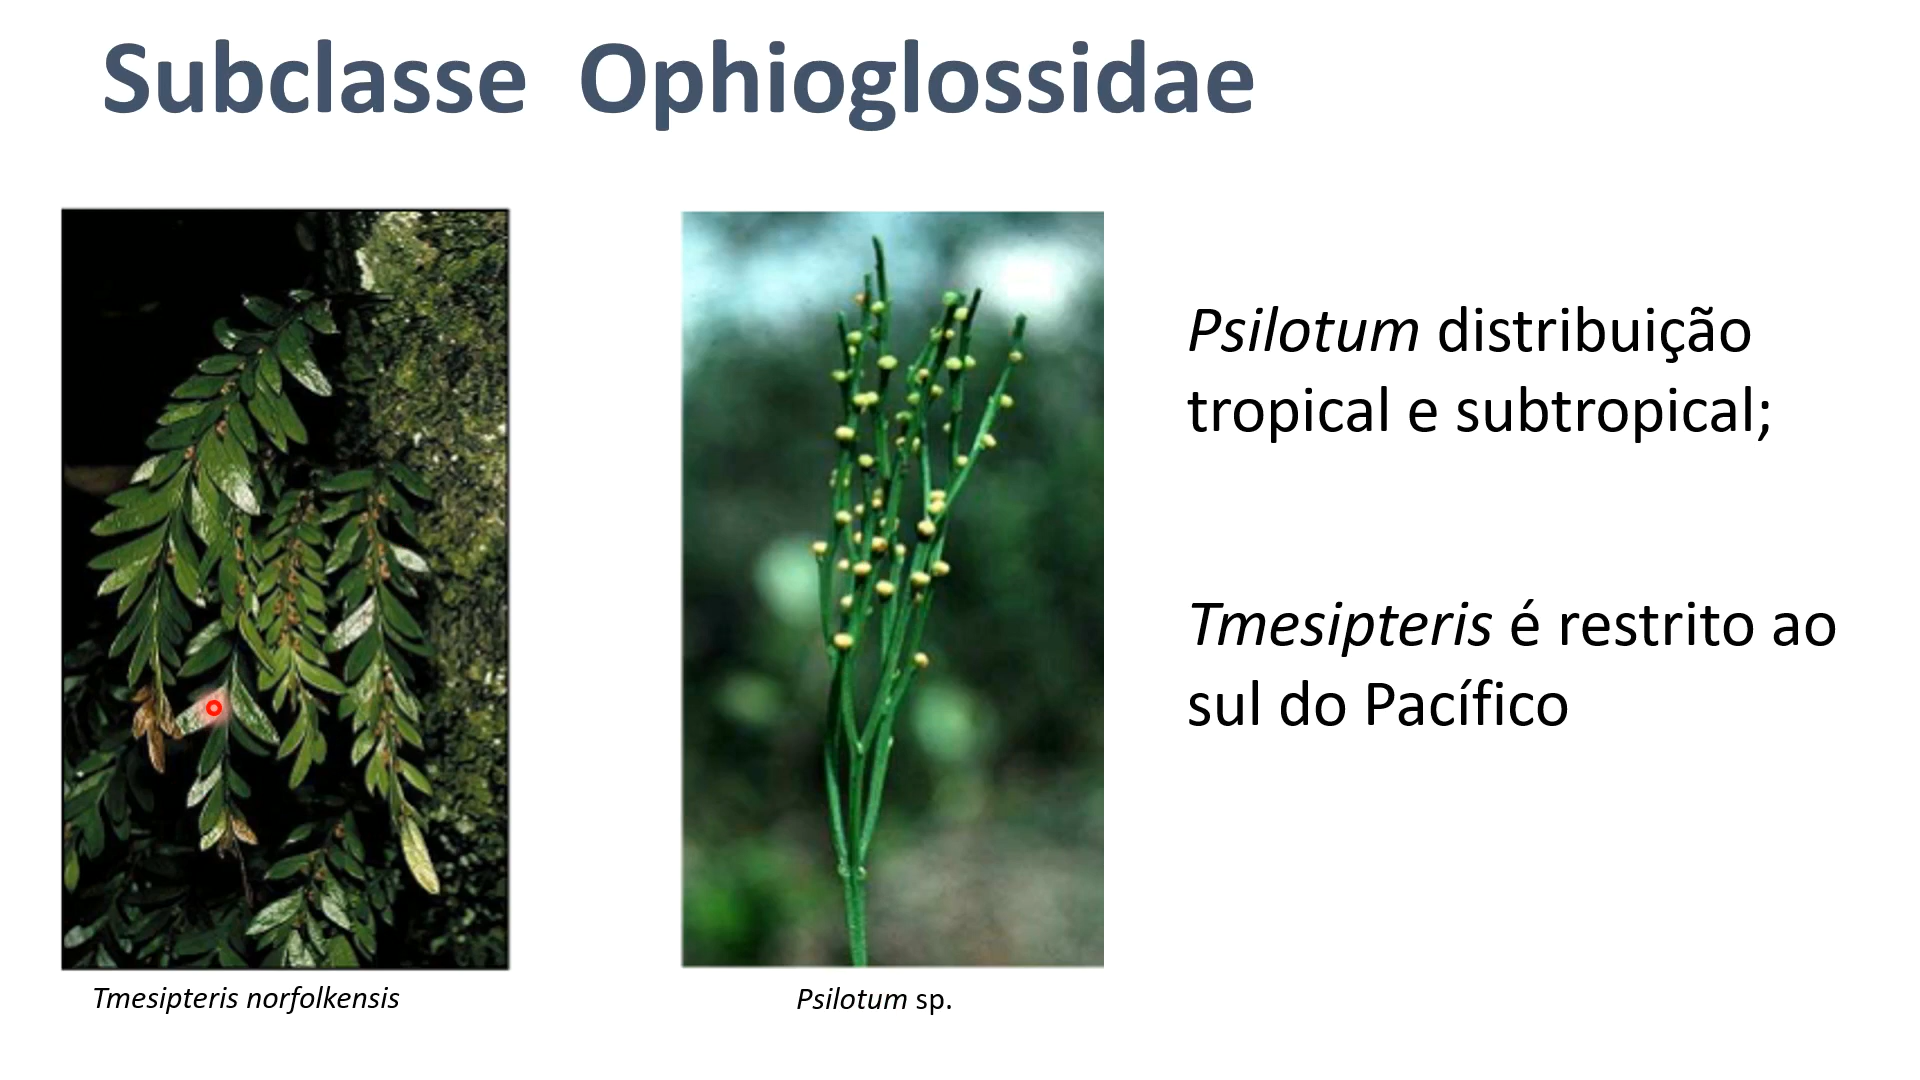 Subclasse Ophioglossidae
Psilotum distribuição
tropical e subtropical;
Tmesipteris é restrito ao
sul do Pacífico
Tmesipteris norfolkensis
Psilotum sp.